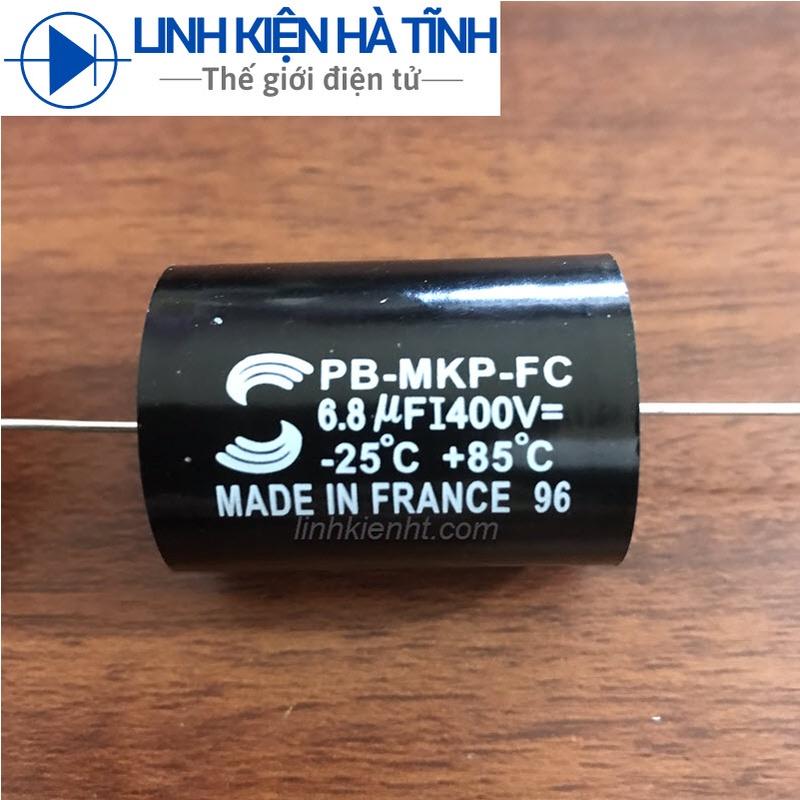 LINH KIỆN HÀ TĨNH
Thế giới điện tử
PB-MKP-FC
6.8 µFI400V=
-25°C +85°C
MADE IN FRANCE 96
linhkienht.com